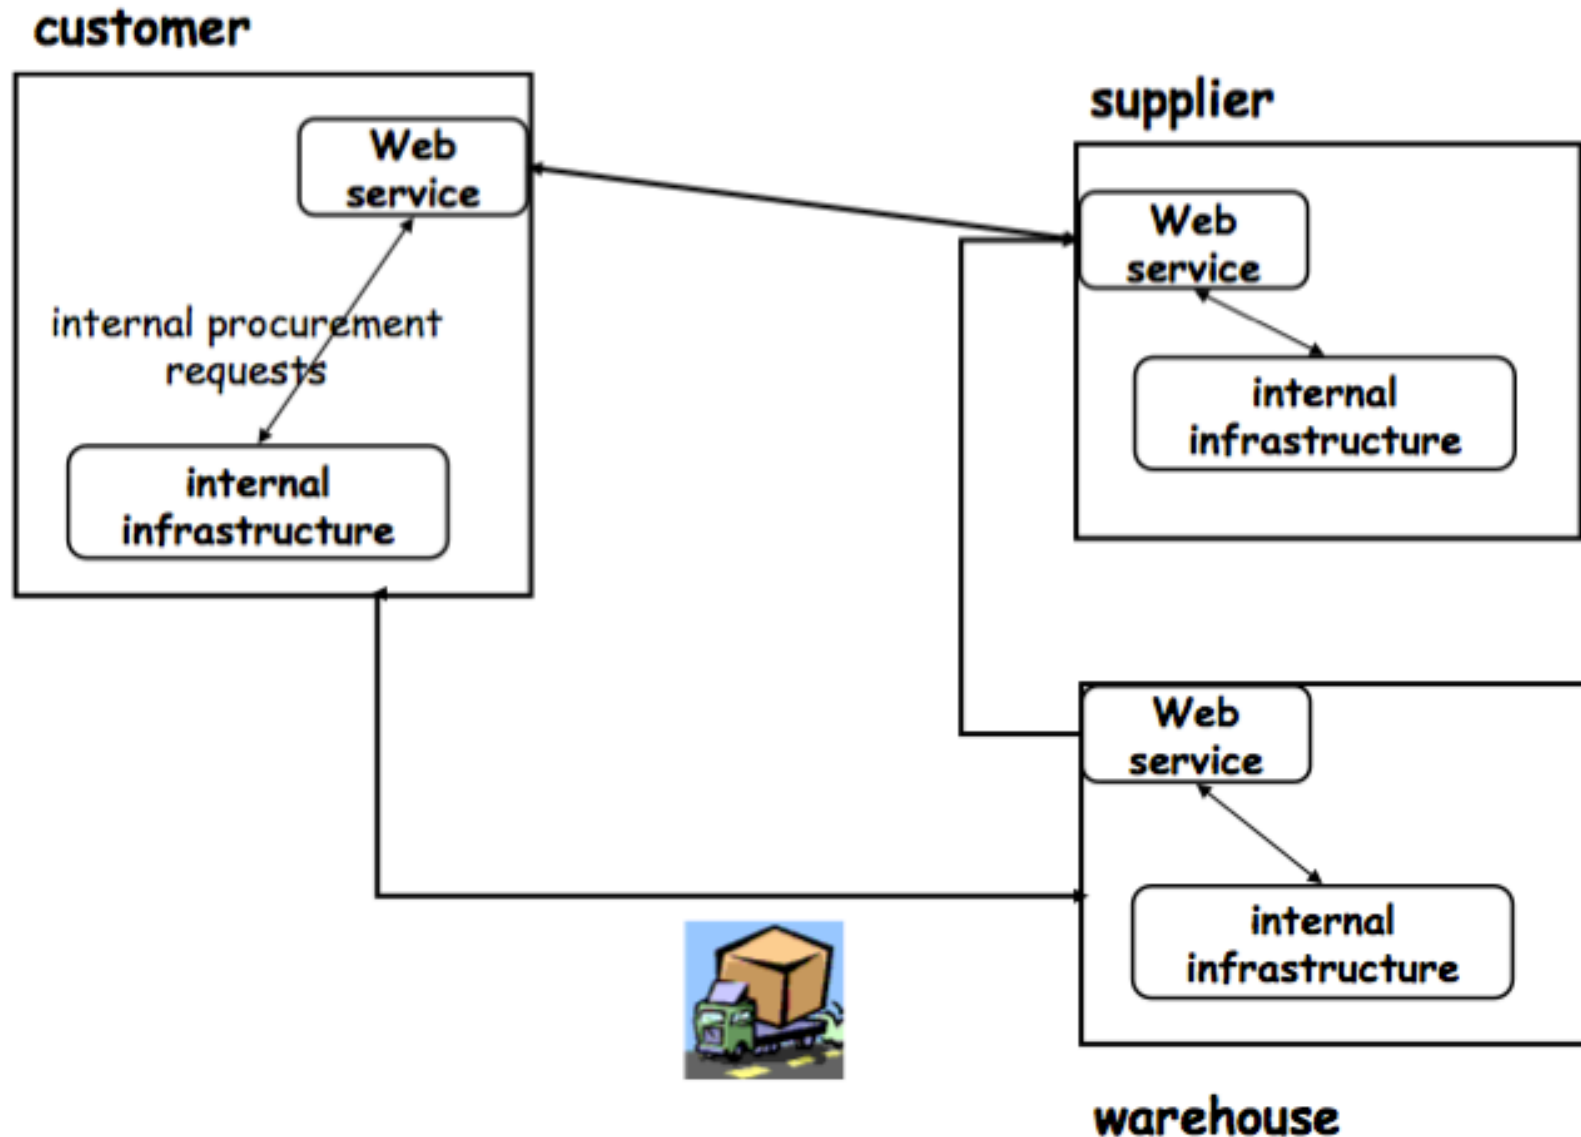 customer
Web
service
internal procurement
requests
internal
infrastructure
supplier
Web
service
internal
infrastructure
Web
service
internal
infrastructure
warehouse